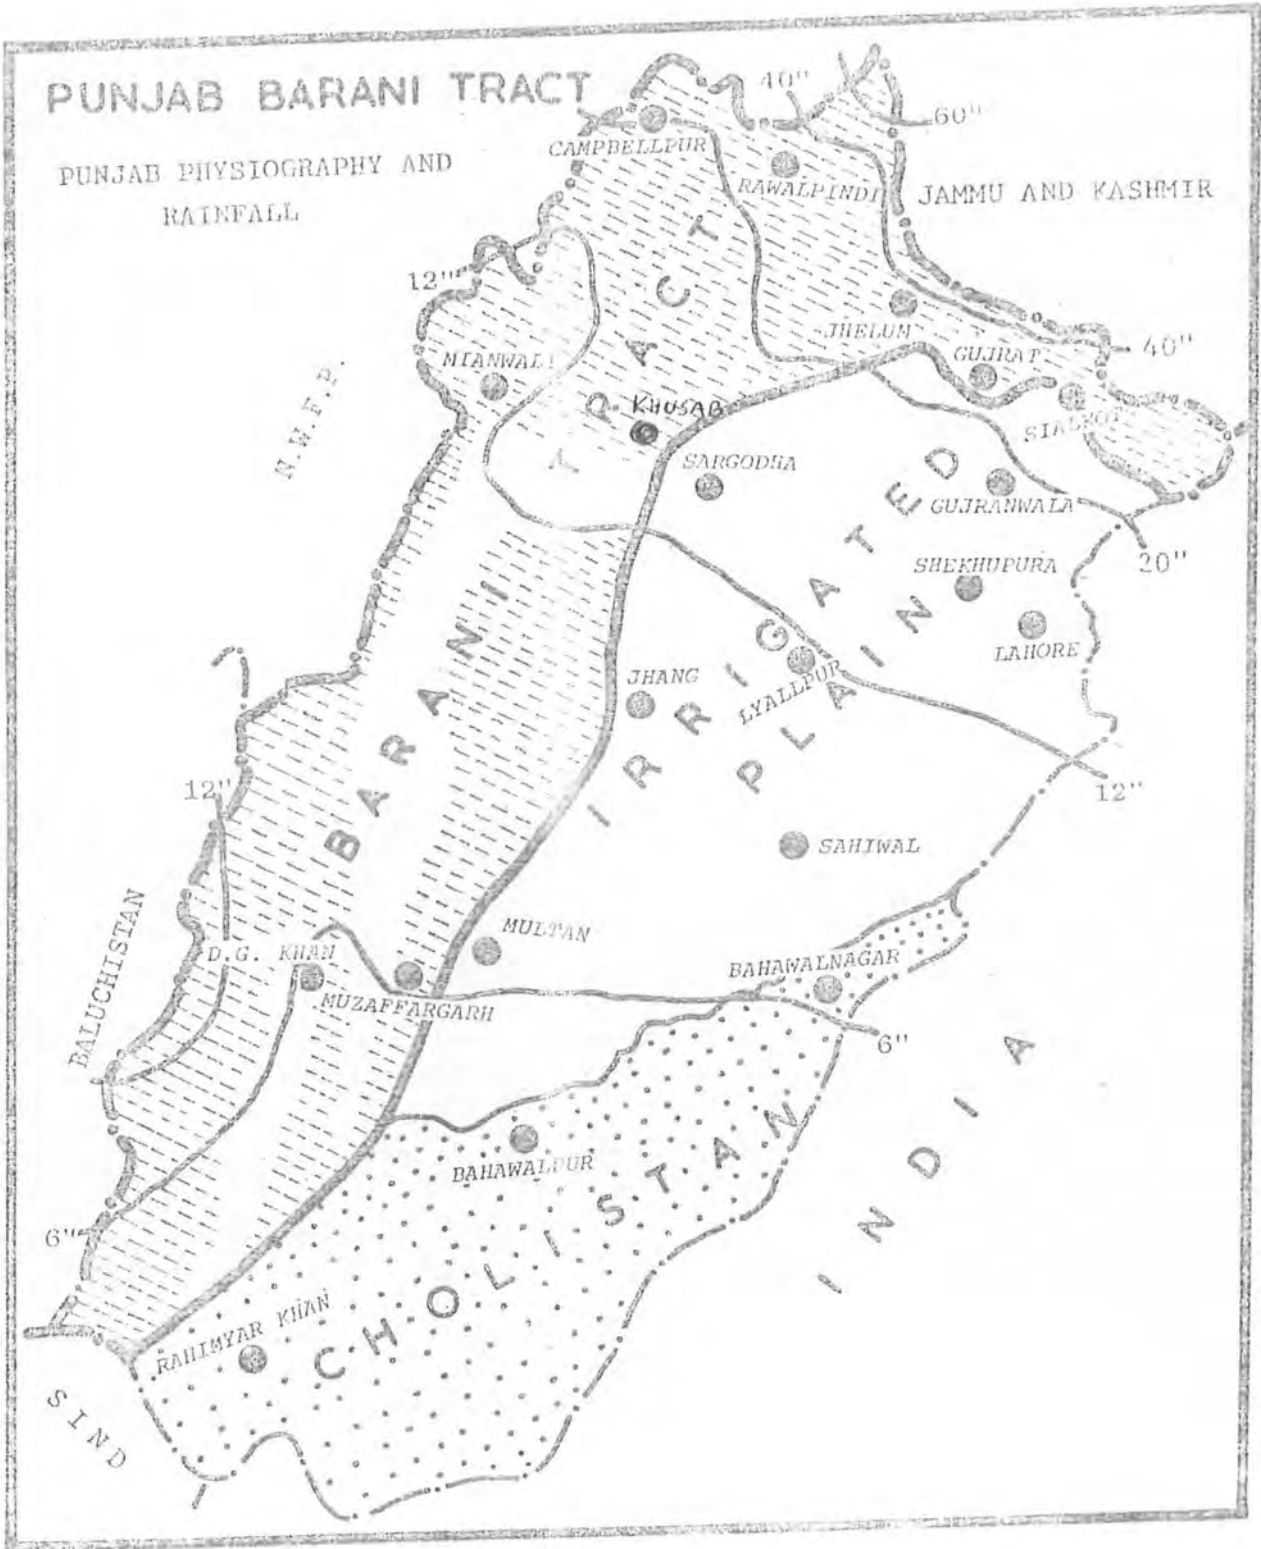 PUNJAB BARANI TRACT
PUNJAB PHYSIOGRAPHY AND
RAINFALL
40"
60"
CAMPBELLPUR
RAWALPINDI
JAMMU AND KASHMIR
12"
JHELUM
40"
GUJRAT
MIANWALI
N.W.F.P.
KHUSAB
SIALKOT
SARGODHA
GUJRANWALA
20"
SHEKHUPURA
LAHORE
JHANG
LYALLPUR
IRRIGATED
PLAIN
BARANI
TRACT
12"
12"
SAHIWAL
BALUCHISTAN
D.G. KHAN
MULTAN
MUZAFFARGARH
BAHAWALNAGAR
6"
INDIA
BAHAWALPUR
CHOLISTAN
6"
RAHIMYAR KHAN
SIND